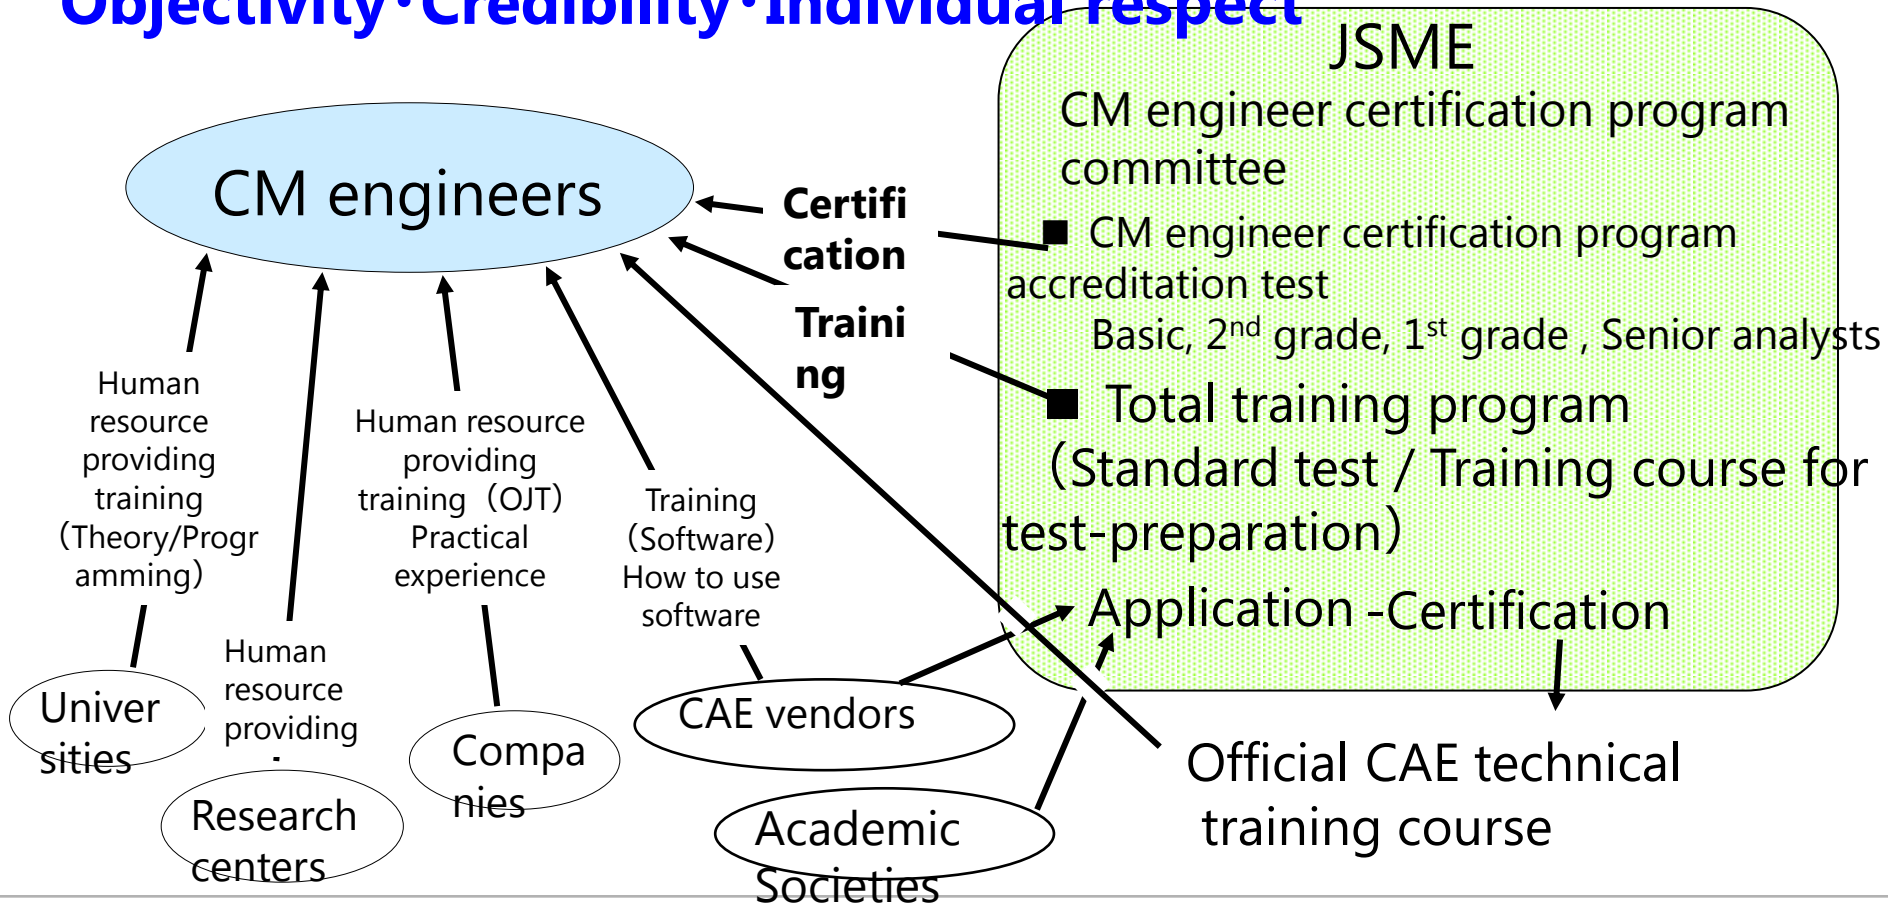 Objectivity・Credibility・Individual respect
JSME
CM engineer certification program
committee
■ CM engineer certification program
accreditation test
Basic, 2nd grade, 1st grade , Senior analysts
■ Total training program
（Standard test / Training course for
test-preparation）
Application -Certification
CM engineers
Certifi
cation
Traini
ng
Human
resource
providing
training
（Theory/Progr
amming）
Human resource
providing
training（OJT）
Practical
experience
Training
（Software）
How to use
software
Human
resource
providing
Univer
sities
Research
centers
Compa
nies
CAE vendors
Academic
Societies
Official CAE technical
training course